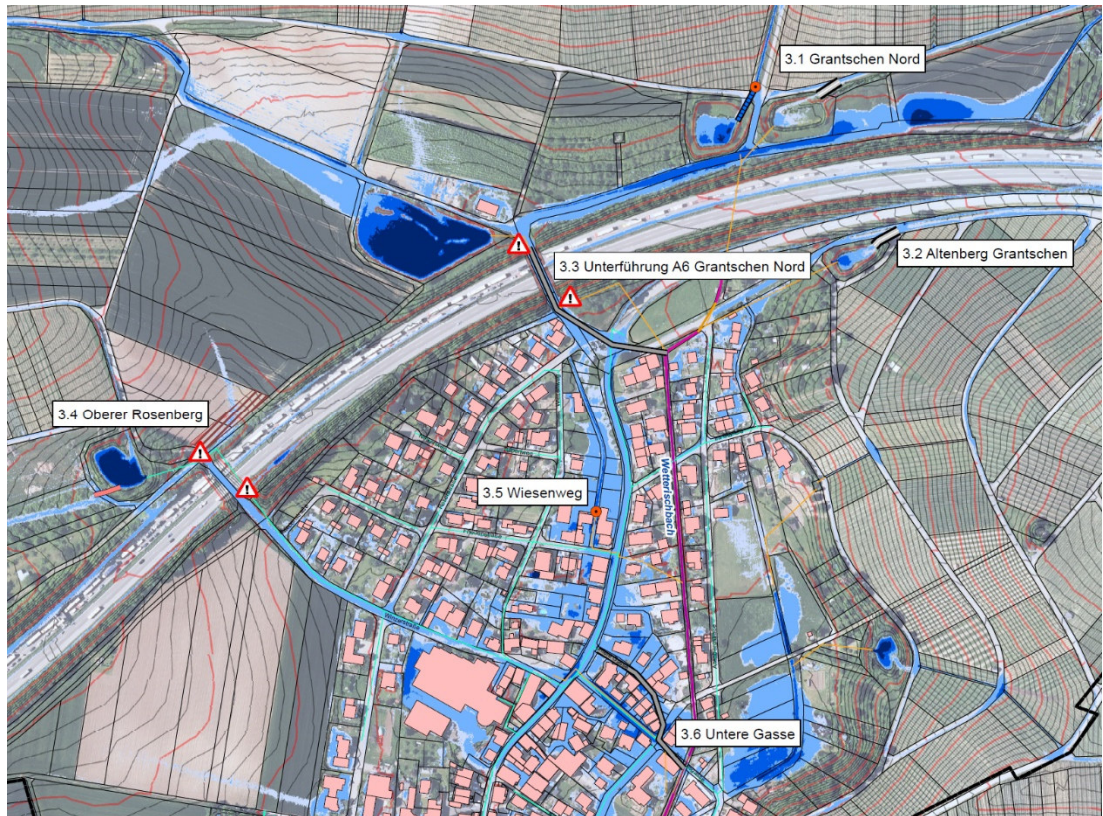 3.1 Grantschen Nord
3.2 Altenberg Grantschen
3.3 Unterführung A6 Grantschen Nord
3.4 Oberer Rosenberg
3.5 Wiesenweg
Wetterischbach
3.6 Untere Gasse